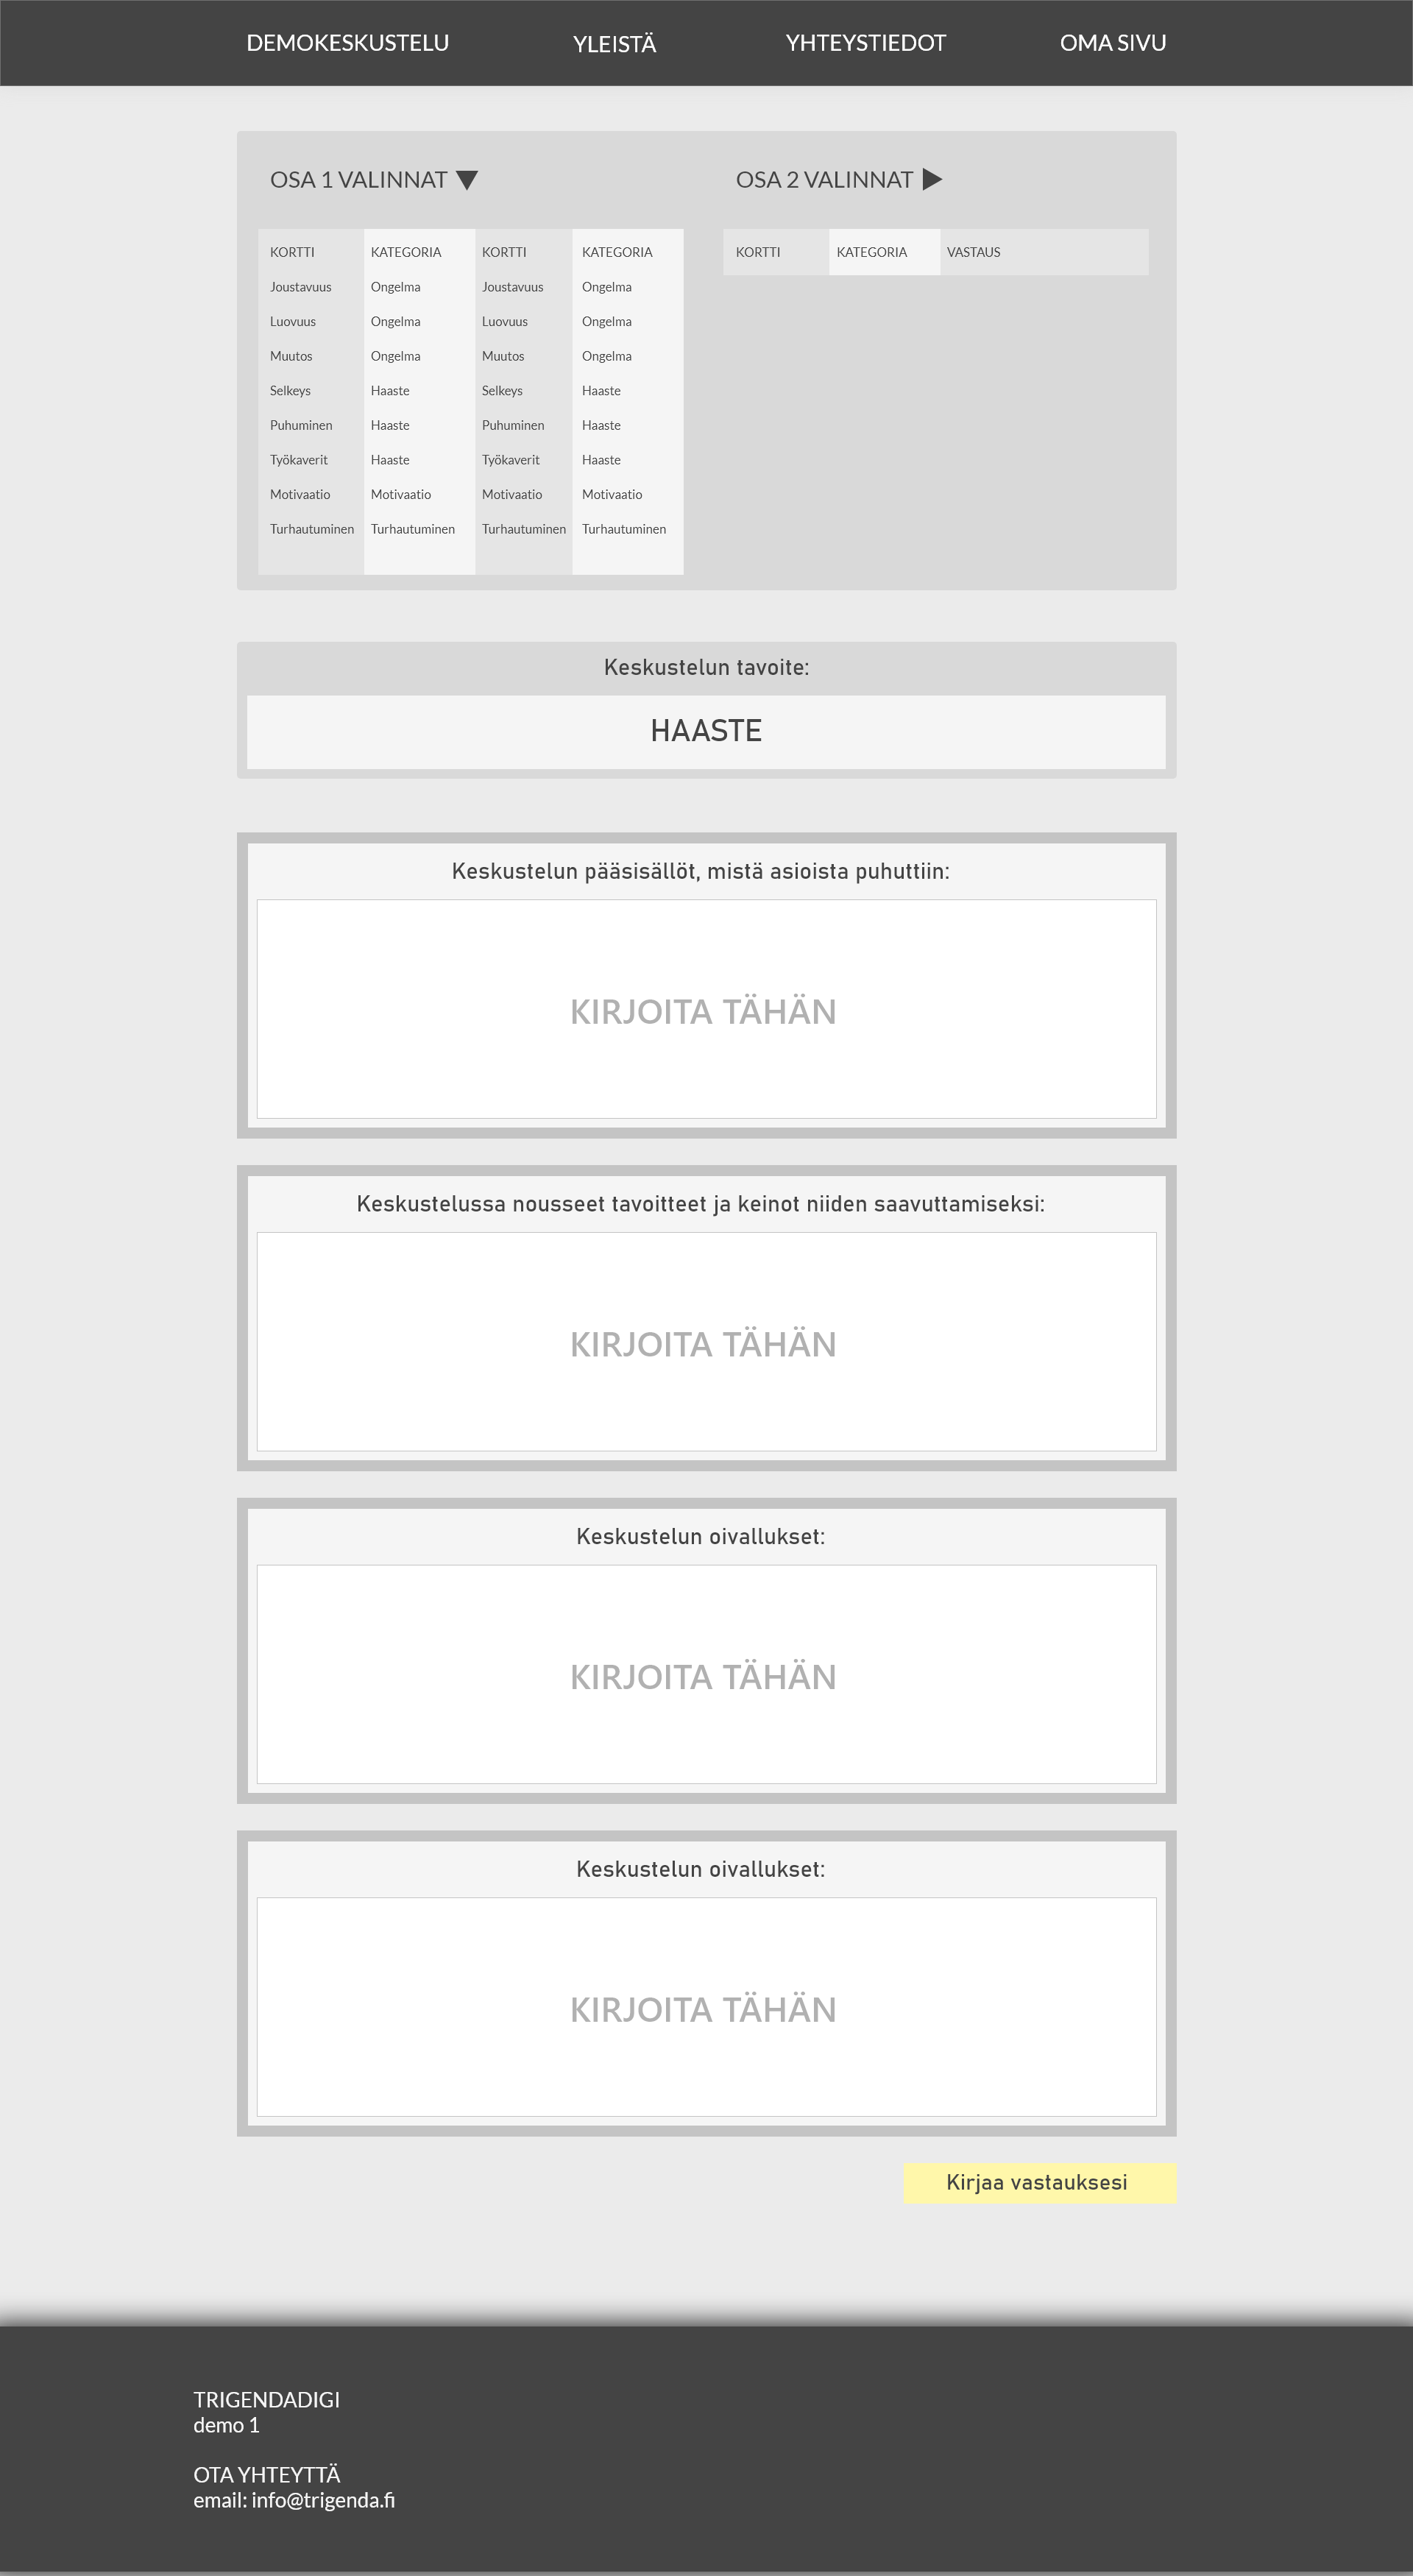 DEMOKESKUSTELU YLEISTÄ YHTEYSTIEDOT OMA SIVU
OSA 1 VALINNAT
KORTTI KATEGORIA KORTTI KATEGORIA
Joustavuus Ongelma Joustavuus Ongelma
Luovuus Ongelma Luovuus Ongelma
Muutos Ongelma Muutos Ongelma
Selkeys Haaste Selkeys Haaste
Puhuminen Haaste Puhuminen Haaste
Työkaverit Haaste Työkaverit Haaste
Motivaatio Motivaatio Motivaatio Motivaatio
Turhautuminen Turhautuminen Turhautuminen Turhautuminen
OSA 2 VALINNAT
KORTTI KATEGORIA VASTAUS
Keskustelun tavoite:
HAASTE
Keskustelun pääsisällöt, mistä asioista puhuttiin:
KIRJOITA TÄHÄN
Keskustelussa nousseet tavoitteet ja keinot niiden saavuttamiseksi:
KIRJOITA TÄHÄN
Keskustelun oivallukset:
KIRJOITA TÄHÄN
Keskustelun oivallukset:
KIRJOITA TÄHÄN
Kirjaa vastauksesi
TRIGENDADIGI
demo 1
OTA YHTEYTTÄ
email: info@trigenda.fi